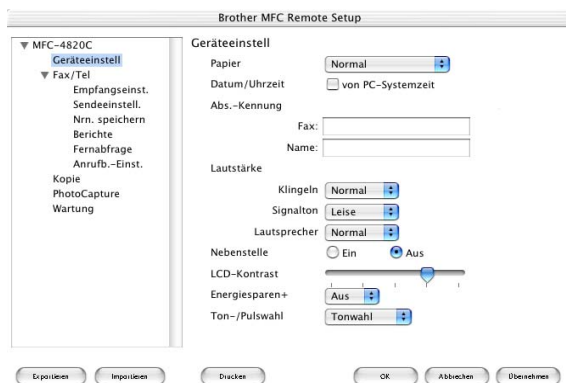 Brother MFC Remote Setup
MFC-4820C
Geräteeinstell
Fax/Tel
Empfangseinst.
Sendeeinstell.
Nrn. speichern
Berichte
Fernabfrage
Anrufb.-Einst.
Kopie
PhotoCapture
Wartung
Geräteeinstell
Papier Normal
Datum/Uhrzeit von PC-Systemzeit
Abs.-Kennung
Fax:
Name:
Lautstärke
Klingeln Normal
Signalton Leise
Lautsprecher Normal
Nebenstelle Ein Aus
LCD-Kontrast
Energiesparen+ Aus
Ton-/Pulswahl Tonwahl
Exportieren Importieren Drucken OK Abbrechen Übernehmen